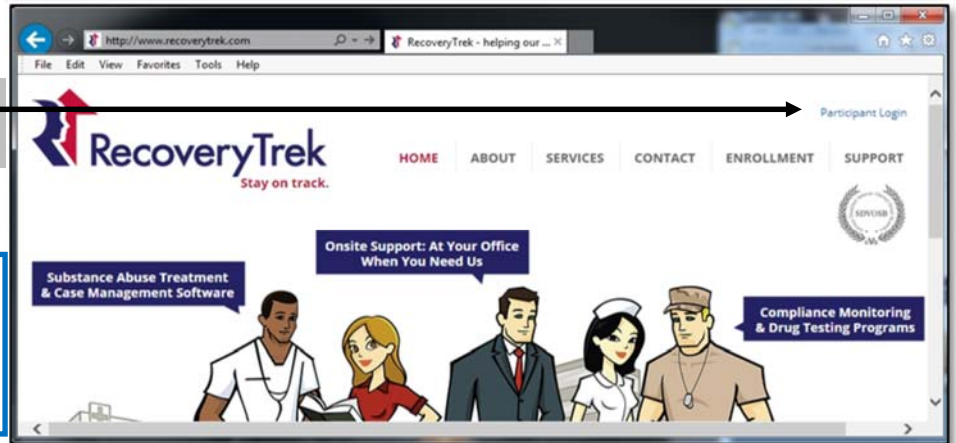 http://www.recoverytrek.com
RecoveryTrek - helping our ...
File Edit View Favorites Tools Help
Participant Login
RecoveryTrek
Stay on track.
HOME ABOUT SERVICES CONTACT ENROLLMENT SUPPORT
SDVOSB
Onsite Support: At Your Office
When You Need Us
Substance Abuse Treatment
& Case Management Software
Compliance Monitoring
& Drug Testing Programs